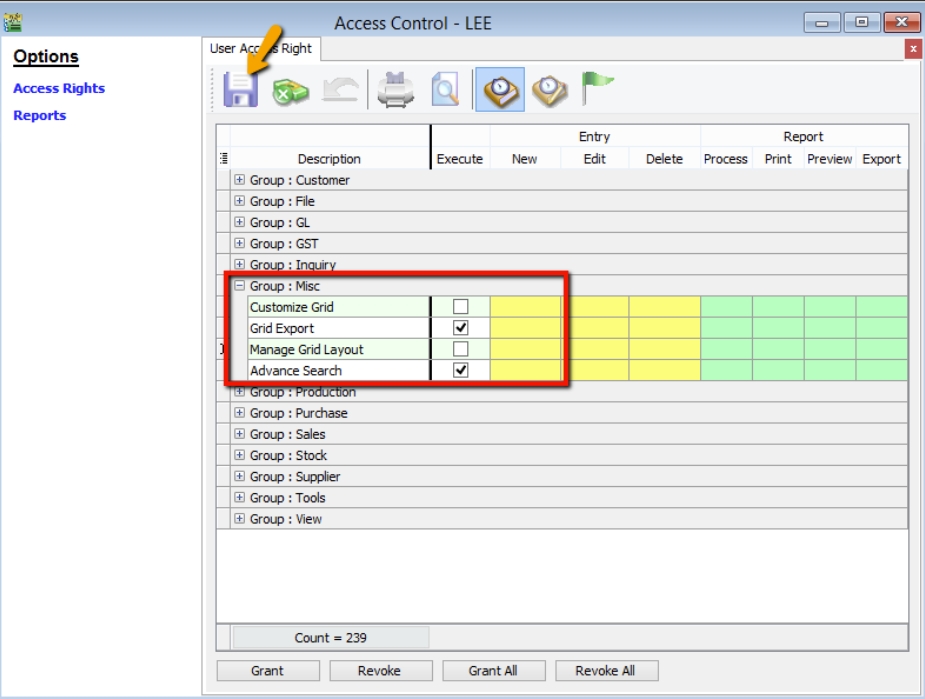 Access Control - LEE
Options
Access Rights
Reports
User Access Right
Entry Report
Description Execute New Edit Delete Process Print Preview Export
Group : Customer
Group : File
Group : GL
Group : GST
Group : Inquiry
Group : Misc
Customize Grid
Grid Export
Manage Grid Layout
Advance Search
Group : Production
Group : Purchase
Group : Sales
Group : Stock
Group : Supplier
Group : Tools
Group : View
Count = 239
Grant Revoke Grant All Revoke All